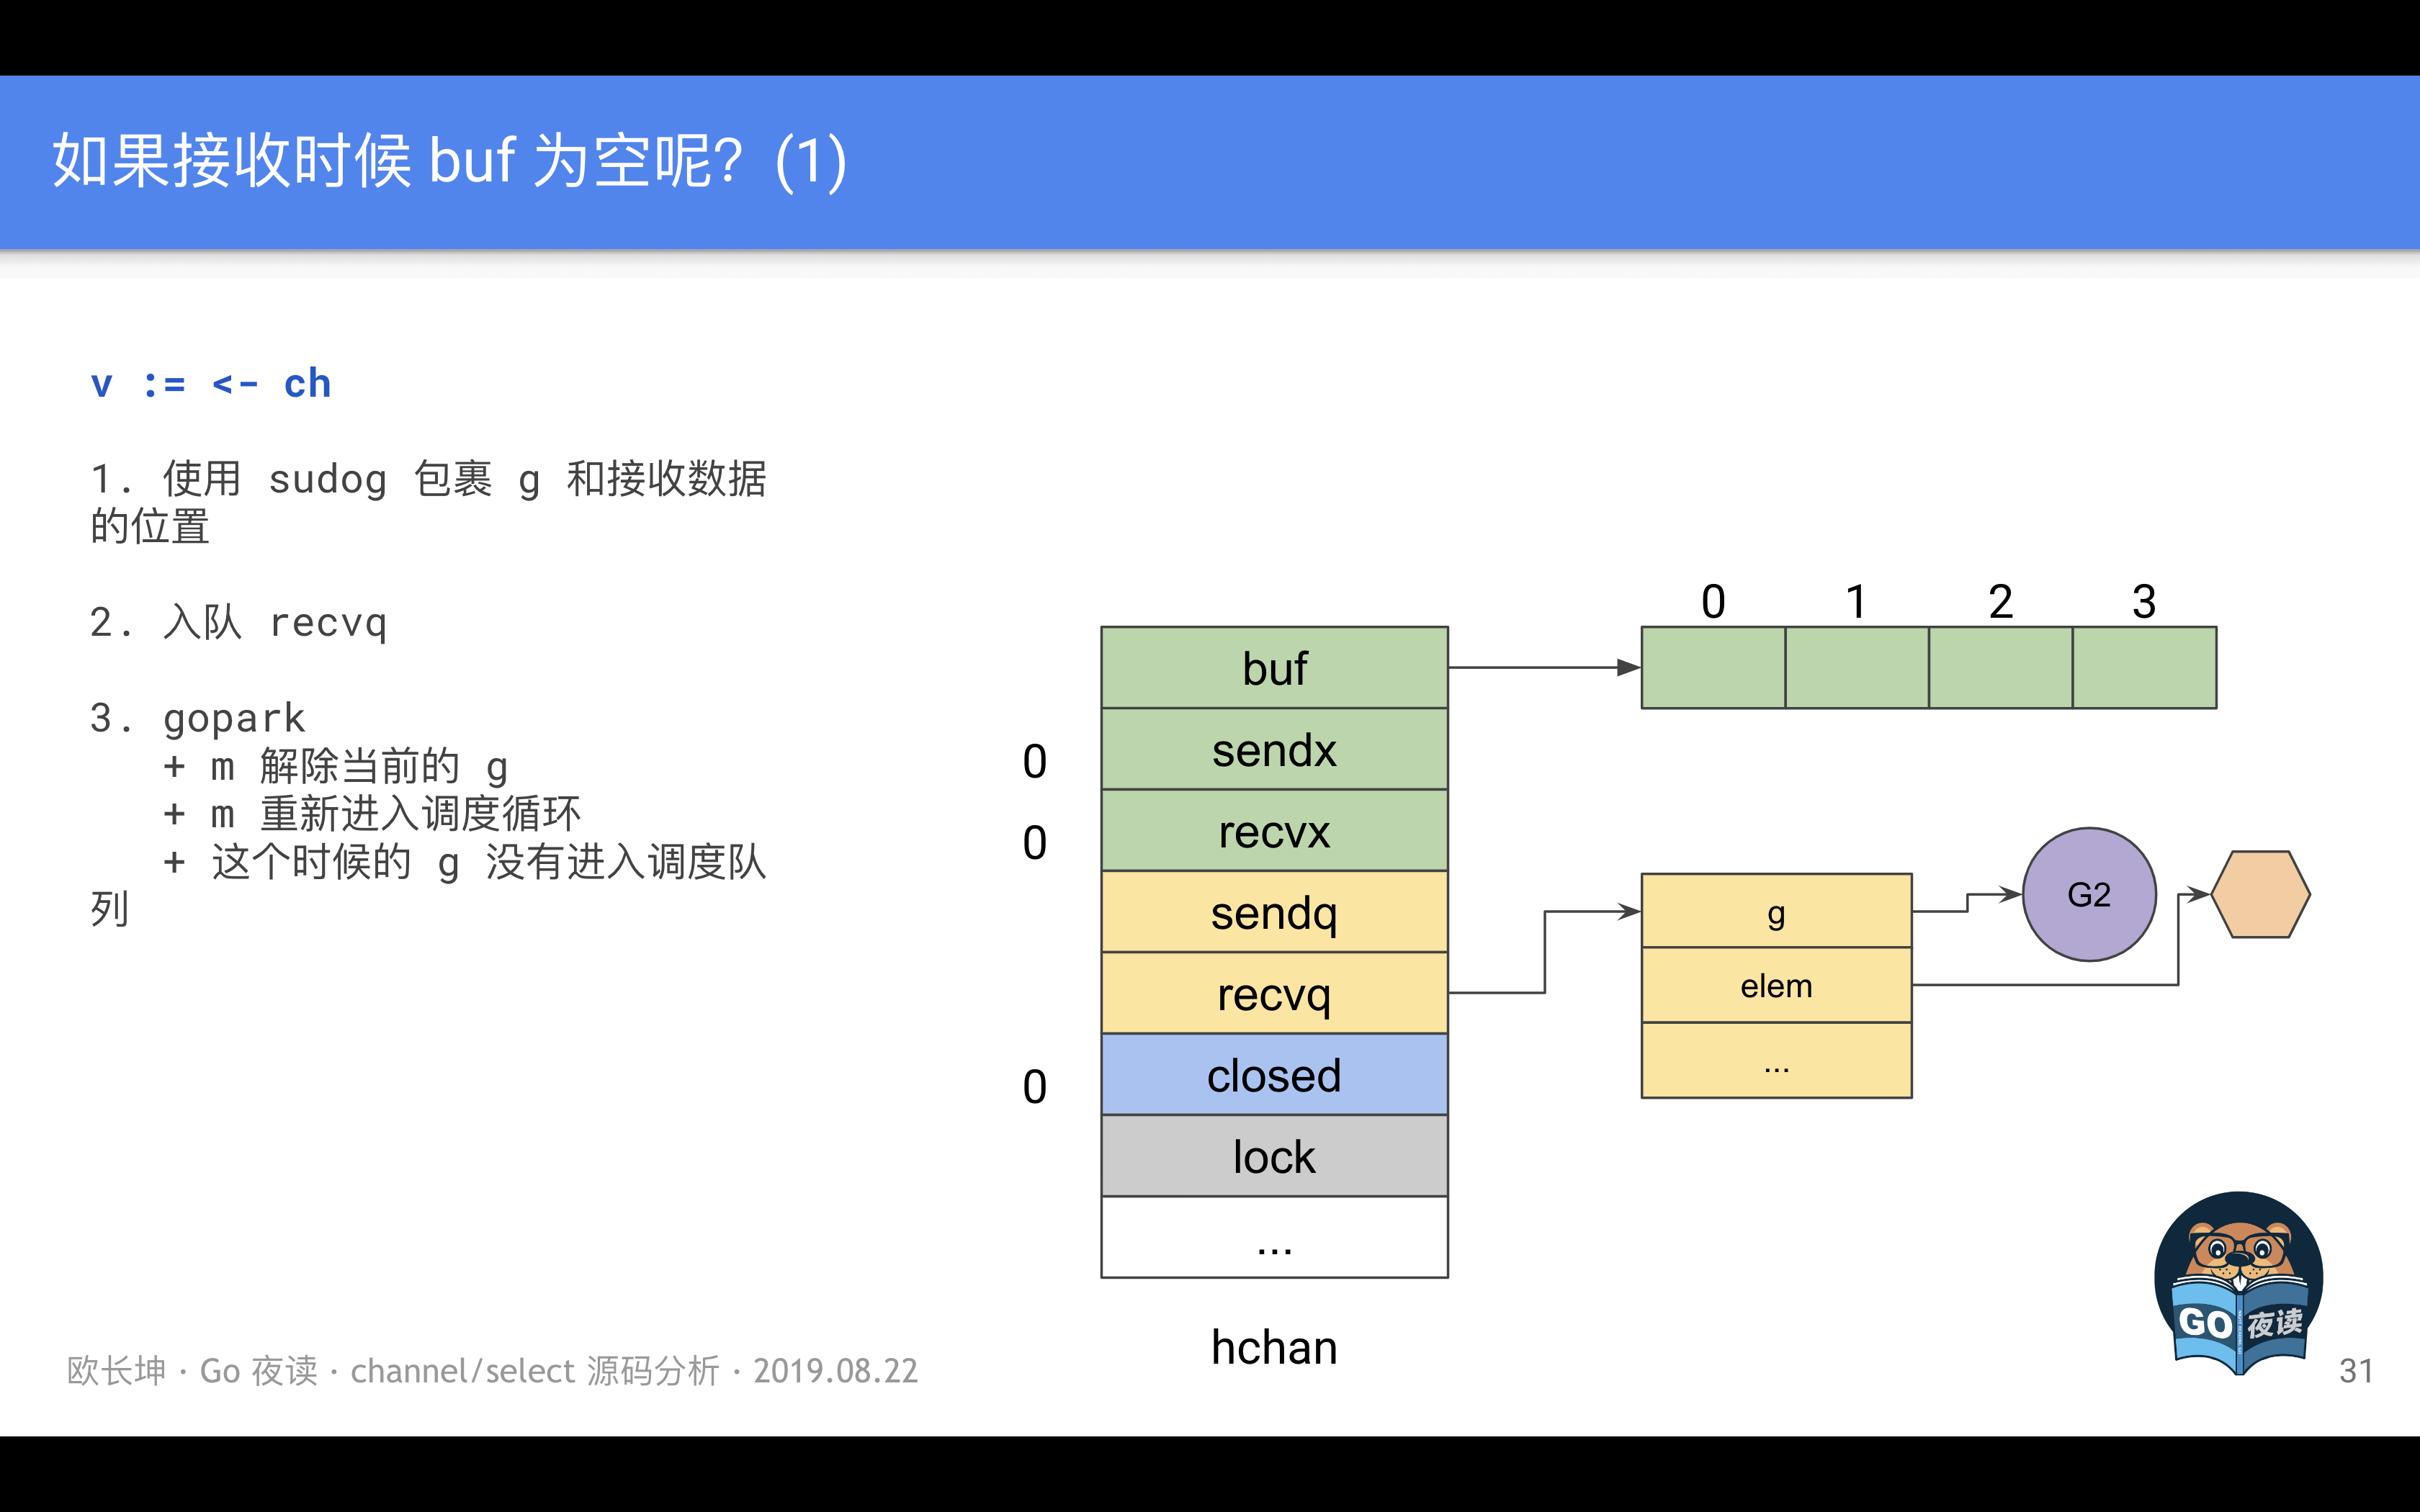 如果接收时候 buf 为空呢？(1)
v := <- ch
1. 使用 sudog 包裹 g 和接收数据
的位置
2. 入队 recvq
3. gopark
+ m 解除当前的 g
+ m 重新进入调度循环
+ 这个时候的 g 没有进入调度队
列
0 1 2 3
buf
0 sendx
0 recvx
sendq
recvq
0 closed
lock
...
hchan
g
elem
...
G2
GO 夜读
欧长坤 · Go 夜读 · channel/select 源码分析 · 2019.08.22
31